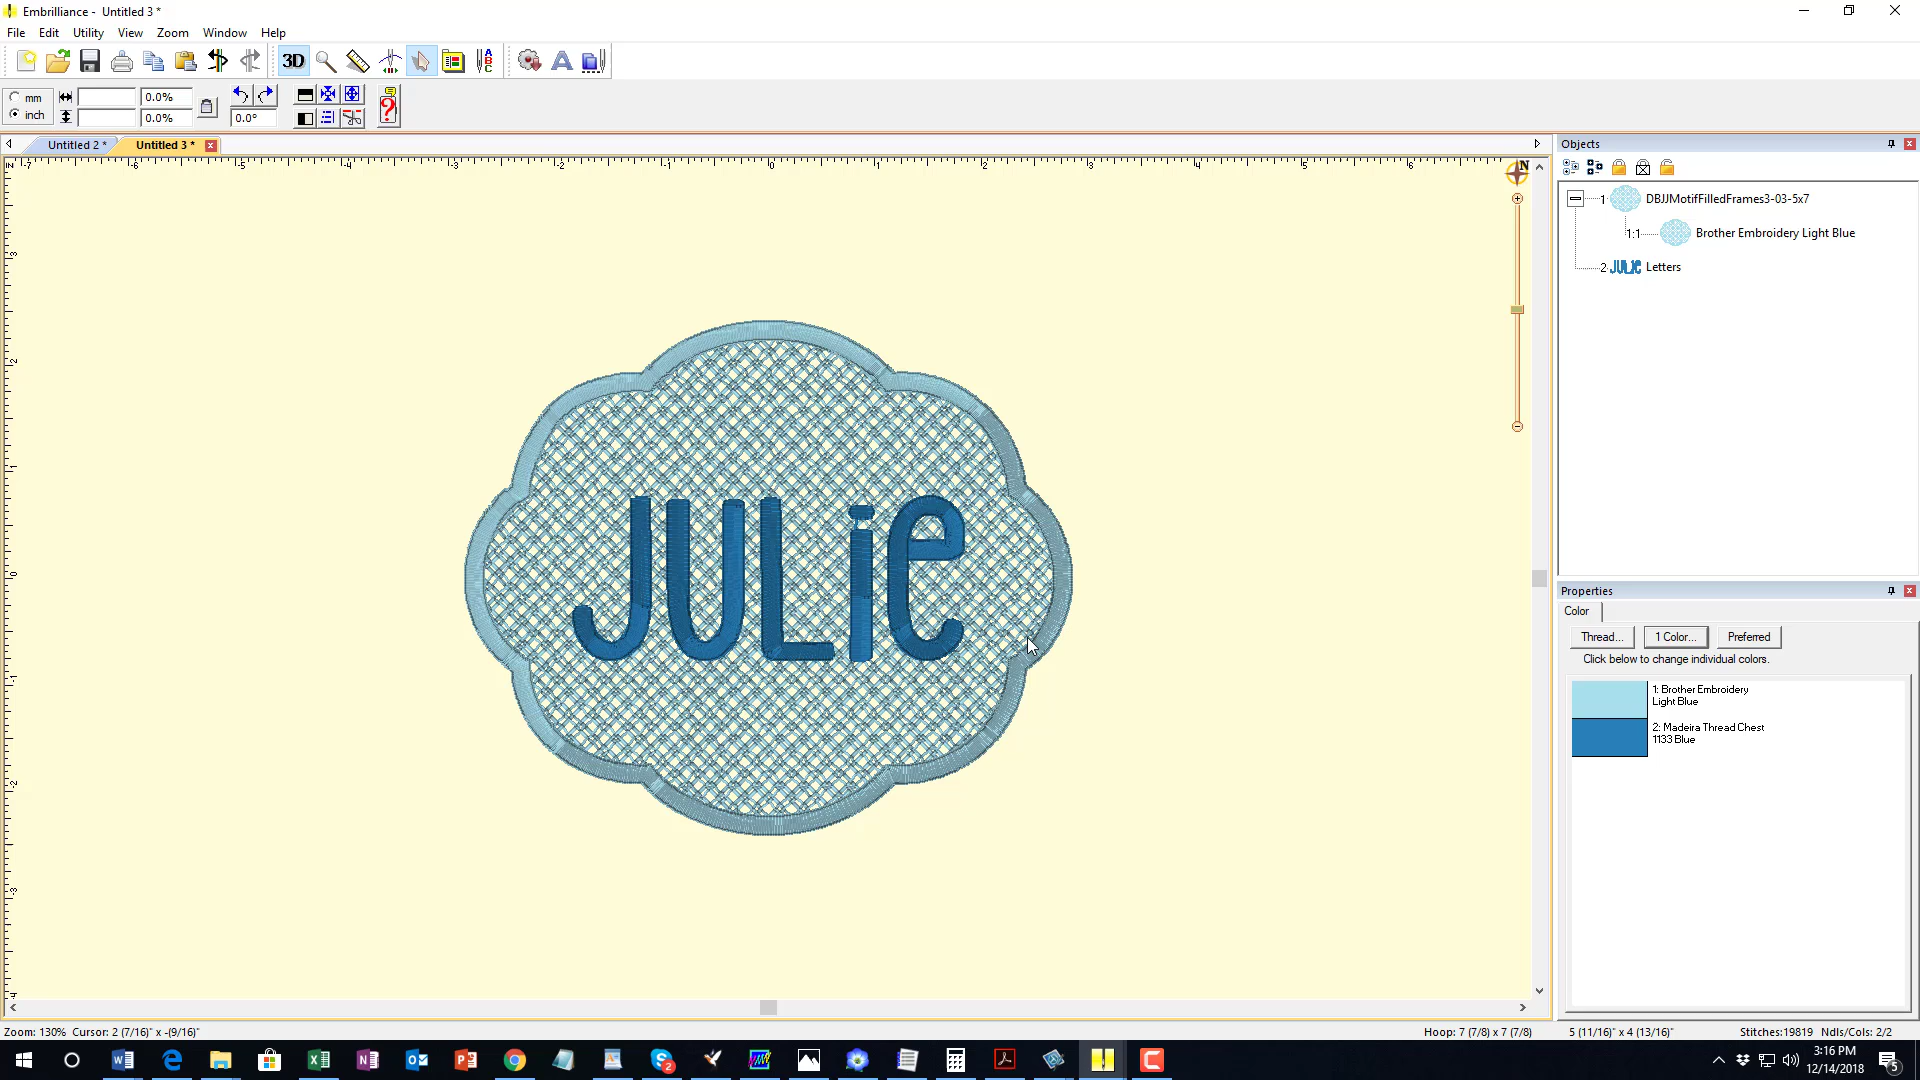 Embrilliance - Untitled 3 *
File Edit Utility View Zoom Window Help
3D
A B C
mm
inch
0.0%
0.0%
0.0°
Untitled 2 *
Untitled 3 *
Objects
1 DBJJMotifFilledFrames3-03-5x7
1:1 Brother Embroidery Light Blue
2 JULie Letters
N
JULie
Properties
Color
Thread... 1 Color... Preferred
Click below to change individual colors.
1: Brother Embroidery
Light Blue
2: Madeira Thread Chest
1133 Blue
Zoom: 130% Cursor: 2 (7/16)" x -(9/16)"
Hoop: 7 (7/8) x 7 (7/8)
5 (11/16)" x 4 (13/16)"
Stitches:19819 Ndls/Cols: 2/2
3:16 PM
12/14/2018